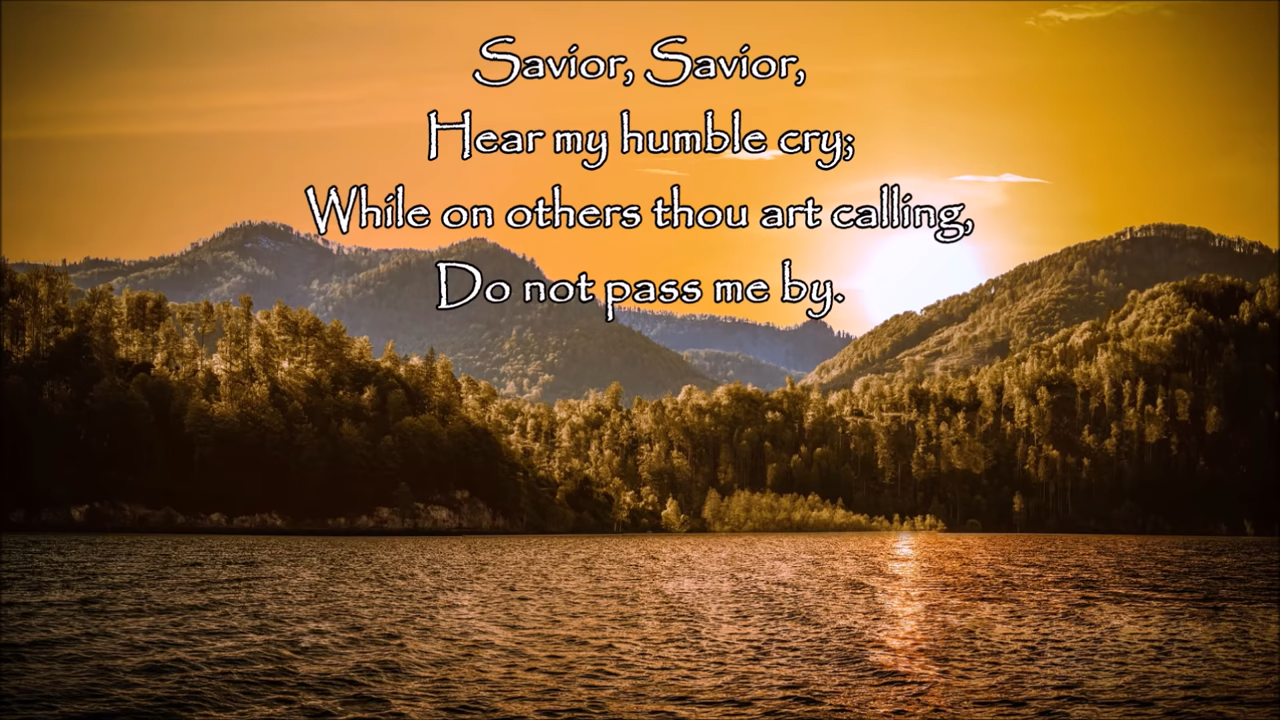 Savior, Savior,
Hear my humble cry;
While on others thou art calling,
Do not pass me by.